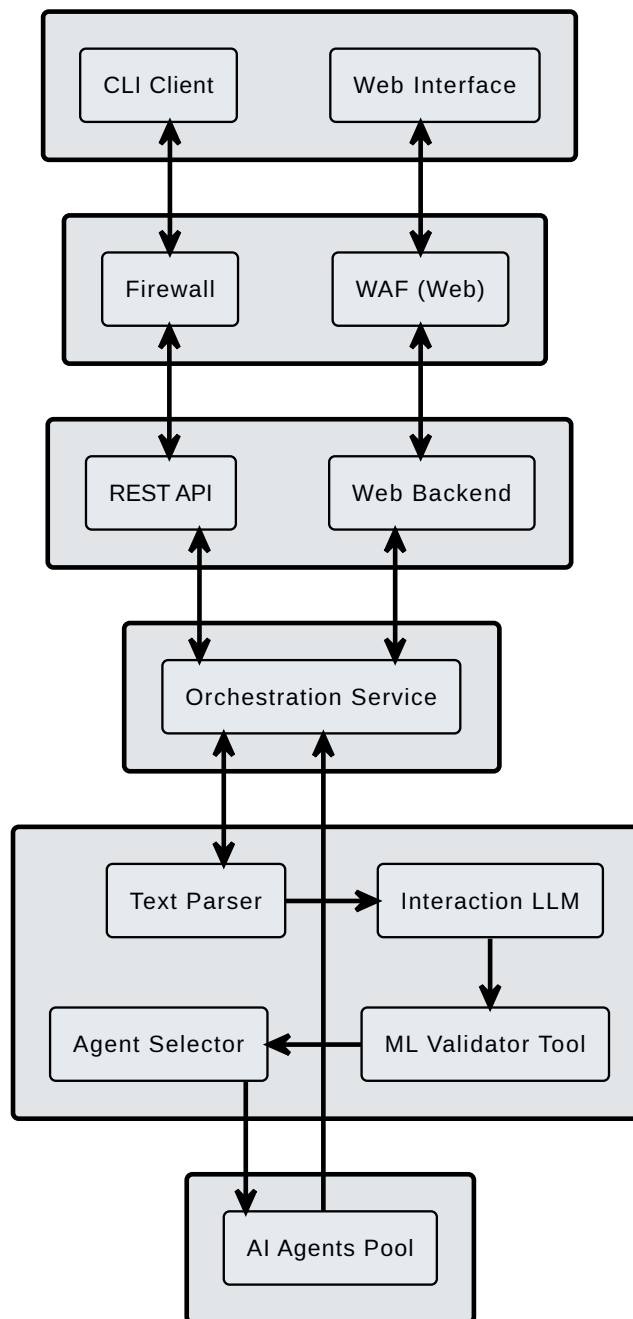 CLI Client
Web Interface
Firewall
WAF (Web)
REST API
Web Backend
Orchestration Service
Text Parser
Interaction LLM
Agent Selector
ML Validator Tool
AI Agents Pool